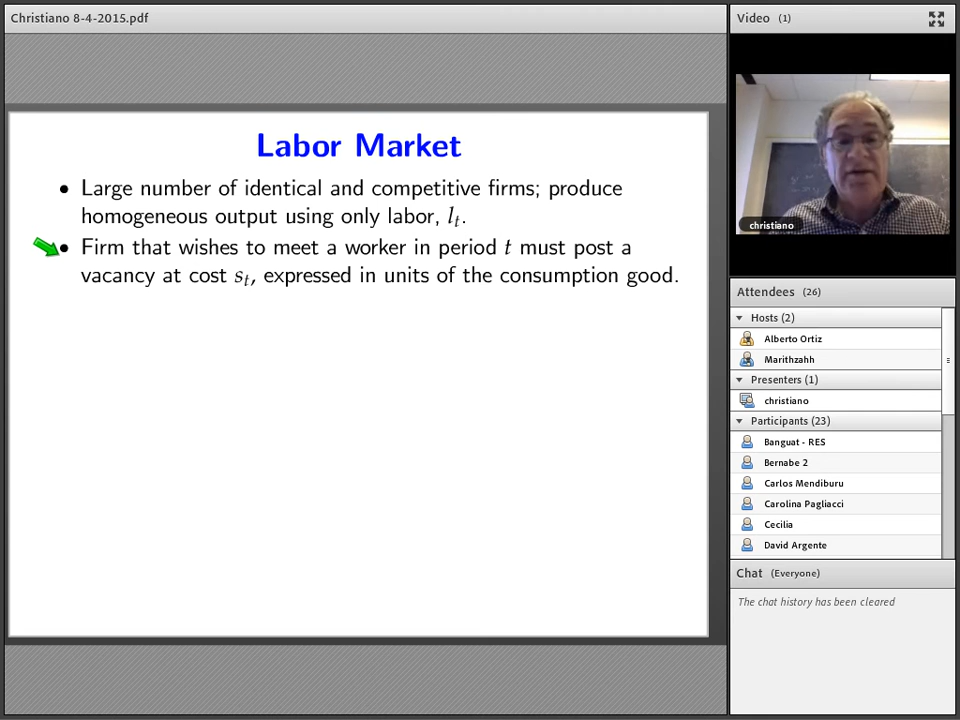 Christiano 8-4-2015.pdf
Labor Market
• Large number of identical and competitive firms; produce
homogeneous output using only labor, l_t.
• Firm that wishes to meet a worker in period t must post a
vacancy at cost s_t, expressed in units of the consumption good.
Video (1)
christiano
Attendees (26)
Hosts (2)
Alberto Ortiz
Marithzahh
Presenters (1)
christiano
Participants (23)
Banguat - RES
Bernabe 2
Carlos Mendiburu
Carolina Pagliacci
Cecilia
David Argente
Chat (Everyone)
The chat history has been cleared